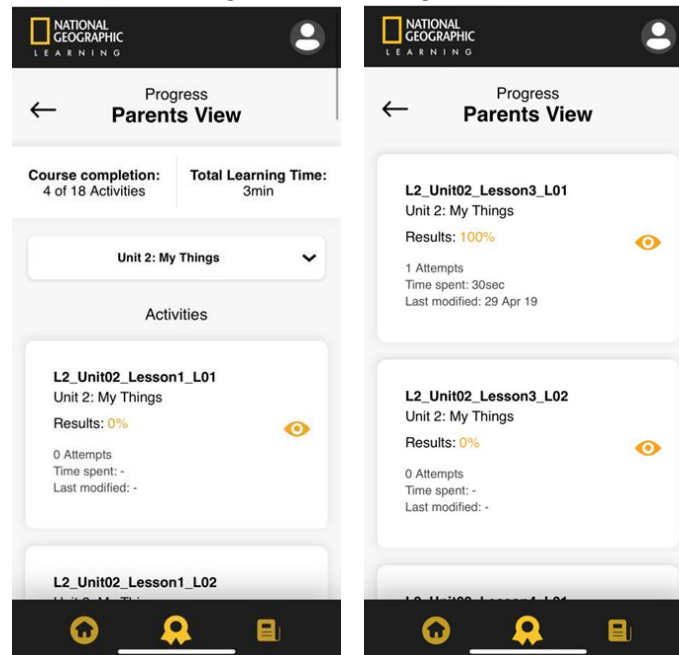 NATIONAL
GEOGRAPHIC
LEARNING
Progress
Parents View
Course completion:
4 of 18 Activities
Total Learning Time:
3min
Unit 2: My Things
Activities
L2_Unit02_Lesson1_L01
Unit 2: My Things
Results: 0%
0 Attempts
Time spent: -
Last modified: -
L2_Unit02_Lesson1_L02
NATIONAL
GEOGRAPHIC
LEARNING
Progress
Parents View
L2_Unit02_Lesson3_L01
Unit 2: My Things
Results: 100%
1 Attempts
Time spent: 30sec
Last modified: 29 Apr 19
L2_Unit02_Lesson3_L02
Unit 2: My Things
Results: 0%
0 Attempts
Time spent: -
Last modified: -